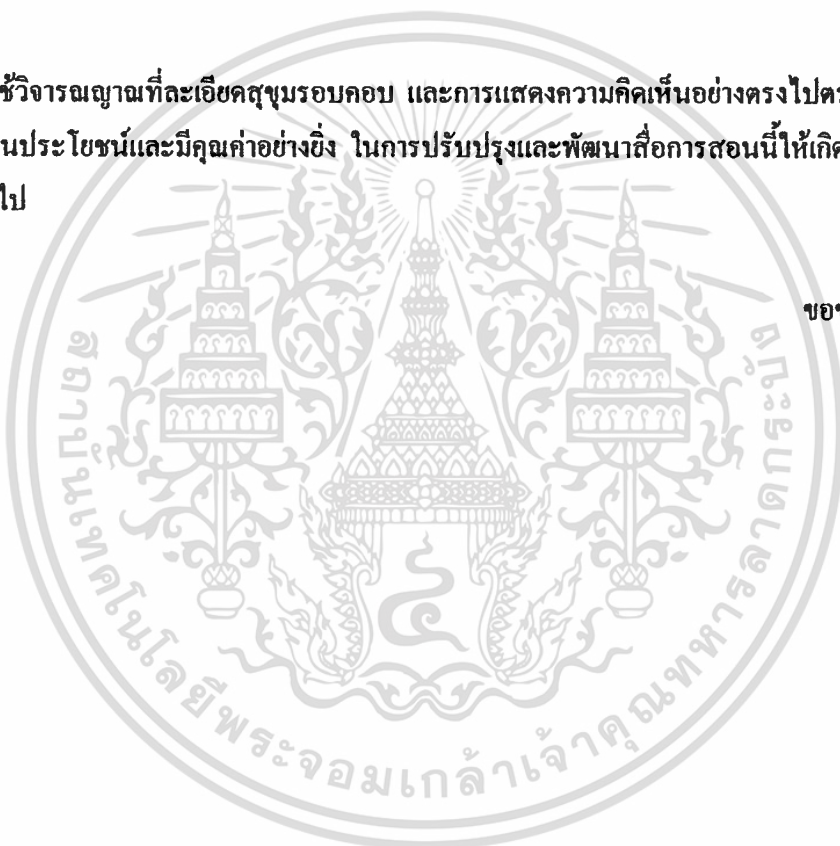 ช้วิจารณญาณที่ละเอียดสุขุมรอบคอบ และการแสดงความคิดเห็นอย่างตรงไปตร
นประโยชน์และมีคุณค่าอย่างยิ่ง ในการปรับปรุงและพัฒนาสื่อการสอนนี้ให้เกิด
ไป
ขอ
สถาบันเทคโนโลยีพระจอมเกล้าเจ้าคุณทหารลาดกระบัง
๔